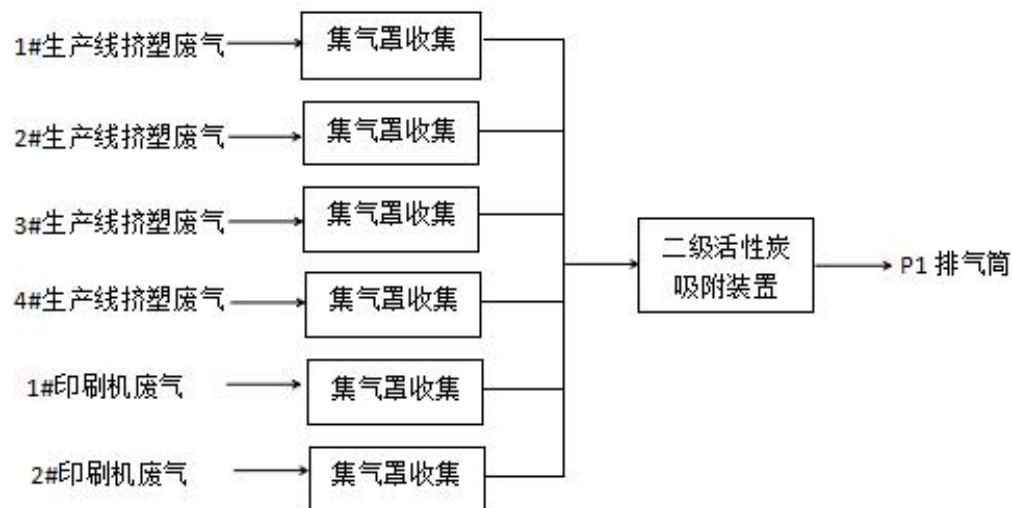 1#生产线挤塑废气
集气罩收集
2#生产线挤塑废气
集气罩收集
3#生产线挤塑废气
集气罩收集
4#生产线挤塑废气
集气罩收集
1#印刷机废气
集气罩收集
2#印刷机废气
集气罩收集
二级活性炭
吸附装置
P1 排气筒